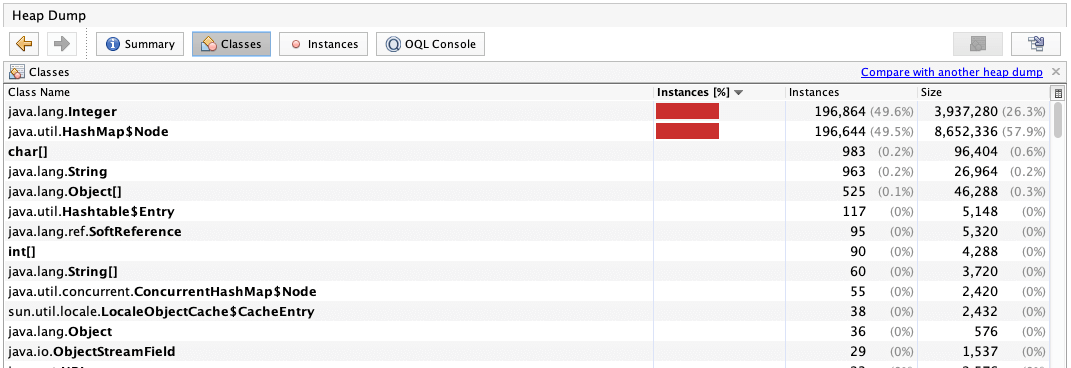 Heap Dump
Summary Classes Instances OQL Console
Classes Compare with another heap dump
Class Name Instances [%] Instances Size
java.lang.Integer 196,864 (49.6%) 3,937,280 (26.3%)
java.util.HashMap$Node 196,644 (49.5%) 8,652,336 (57.9%)
char[] 983 (0.2%) 96,404 (0.6%)
java.lang.String 963 (0.2%) 26,964 (0.2%)
java.lang.Object[] 525 (0.1%) 46,288 (0.3%)
java.util.Hashtable$Entry 117 (0%) 5,148 (0%)
java.lang.ref.SoftReference 95 (0%) 5,320 (0%)
int[] 90 (0%) 4,288 (0%)
java.lang.String[] 60 (0%) 3,720 (0%)
java.util.concurrent.ConcurrentHashMap$Node 55 (0%) 2,420 (0%)
sun.util.locale.LocaleObjectCache$CacheEntry 38 (0%) 2,432 (0%)
java.lang.Object 36 (0%) 576 (0%)
java.io.ObjectStreamField 29 (0%) 1,537 (0%)